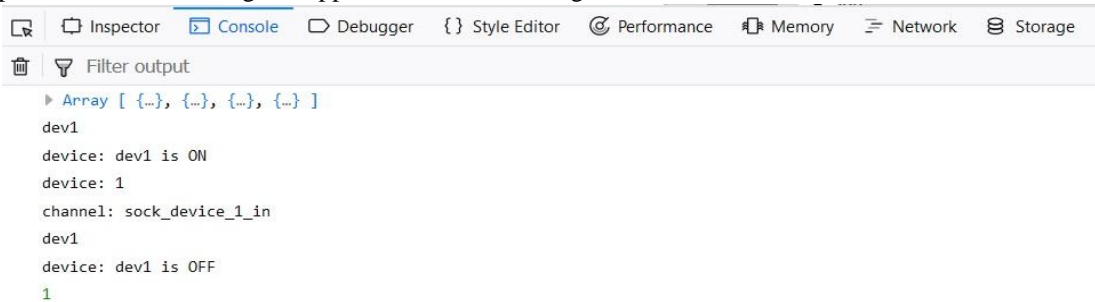 Inspector Console Debugger {} Style Editor Performance Memory Network Storage
Filter output
Array [ {…}, {…}, {…}, {…} ]
dev1
device: dev1 is ON
device: 1
channel: sock_device_1_in
dev1
device: dev1 is OFF
1